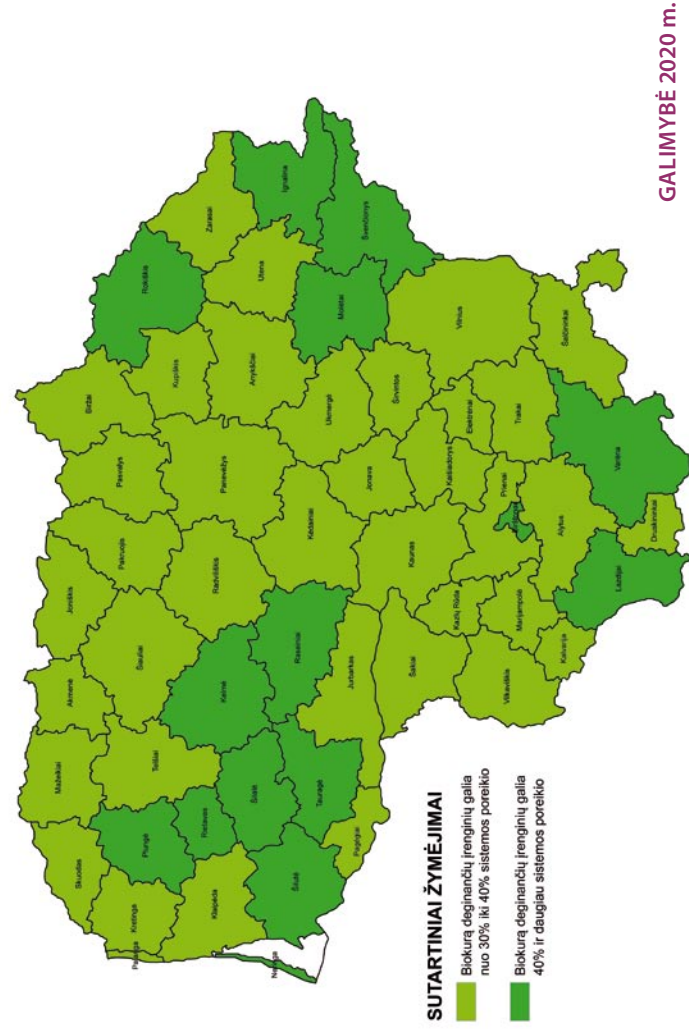 GALIMYBĖ 2020 m.
Skuodas
Mažeikiai
Akmenė
Joniškis
Pakruojis
Pasvalys
Biržai
Rokiškis
Zarasai
Palanga
Kretinga
Plungė
Telšiai
Šiauliai
Radviliškis
Panevėžys
Kupiškis
Anykščiai
Utena
Ignalina
Klaipėda
Rietavas
Šilalė
Kelmė
Raseiniai
Kėdainiai
Ukmergė
Molėtai
Švenčionys
Neringa
Šilutė
Tauragė
Pagėgiai
Jurbarkas
Šakiai
Kaunas
Jonava
Širvintos
Vilnius
Kaišiadorys
Elektrėnai
Vilkaviškis
Kazlų Rūda
Marijampolė
Kalvarija
Prienai
Trakai
Šalčininkai
Alytus
Lazdijai
Varėna
Druskininkai
SUTARTINIAI ŽYMĖJIMAI
Biokurą deginančių įrenginių galia
nuo 30% iki 40% sistemos poreikio
Biokurą deginančių įrenginių galia
40% ir daugiau sistemos poreikio